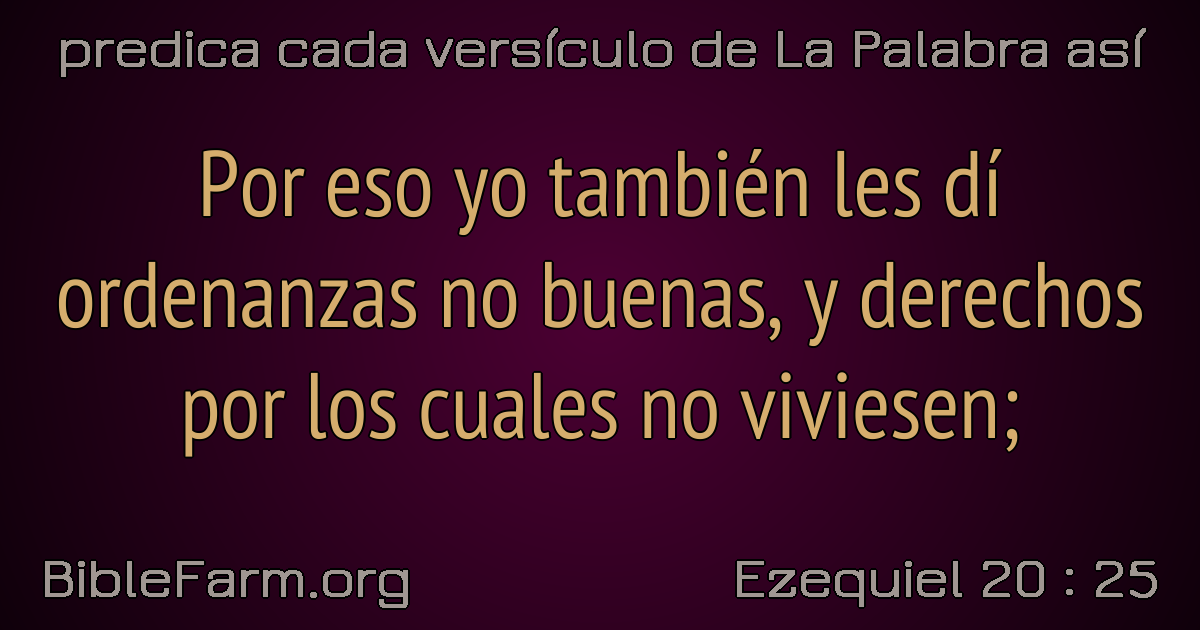 predica cada versículo de La Palabra así
Por eso yo también les dí
ordenanzas no buenas, y derechos
por los cuales no viviesen;
BibleFarm.org
Ezequiel 20 : 25